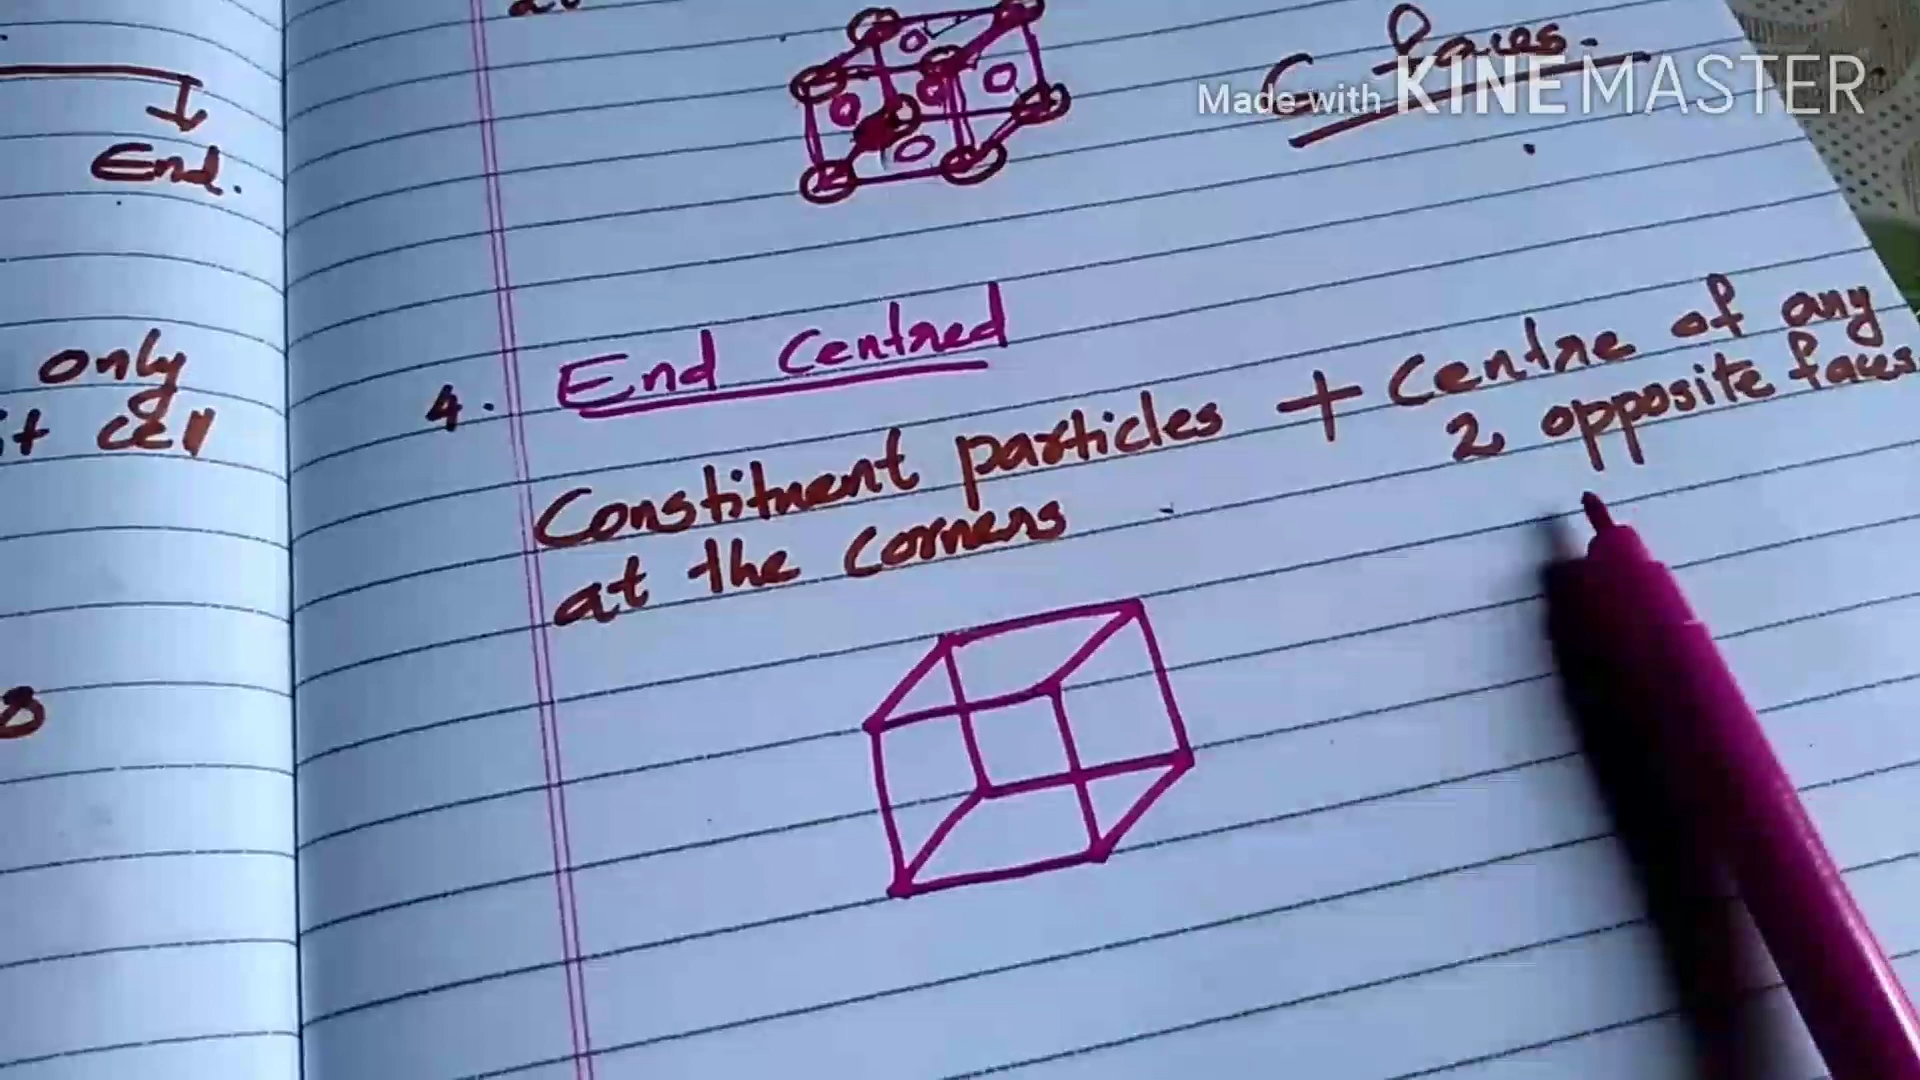 faces.
Made with KINEMASTER
End.
only
cell
4. End Centred
Constituent particles + Centre of any
at the corners 2 opposite faces